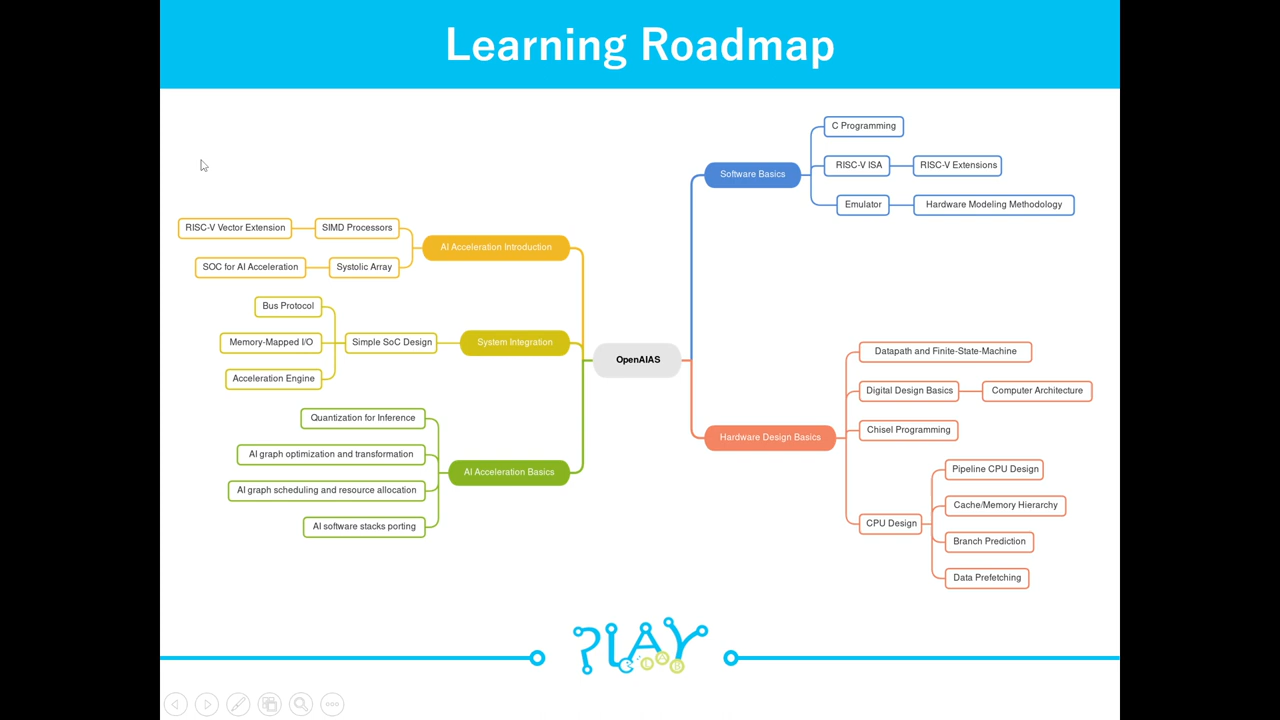 Learning Roadmap
C Programming
Software Basics
RISC-V ISA
RISC-V Extensions
Emulator
Hardware Modeling Methodology
RISC-V Vector Extension
SIMD Processors
AI Acceleration Introduction
SOC for AI Acceleration
Systolic Array
Bus Protocol
Memory-Mapped I/O
Simple SoC Design
System Integration
Acceleration Engine
OpenAIAS
Quantization for Inference
AI graph optimization and transformation
AI Acceleration Basics
AI graph scheduling and resource allocation
AI software stacks porting
Datapath and Finite-State-Machine
Digital Design Basics
Computer Architecture
Hardware Design Basics
Chisel Programming
Pipeline CPU Design
Cache/Memory Hierarchy
CPU Design
Branch Prediction
Data Prefetching
PLAY
LAB